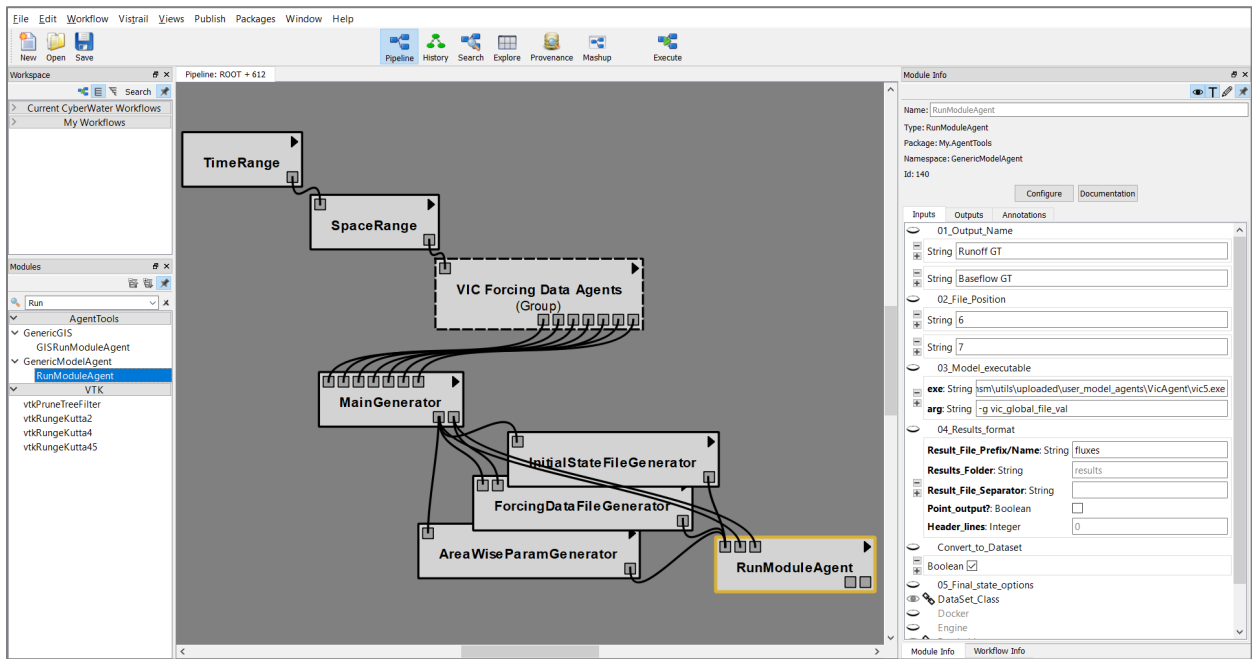 File Edit Workflow Vistrail Views Publish Packages Window Help
New Open Save
Pipeline History Search Explore Provenance Mashup Execute
Workspace
Search
Current CyberWater Workflows
My Workflows
Modules
Run
AgentTools
GenericGIS
GISRunModuleAgent
GenericModelAgent
RunModuleAgent
VTK
vtkPruneTreeFilter
vtkRungeKutta2
vtkRungeKutta4
vtkRungeKutta45
Pipeline: ROOT + 612
TimeRange
SpaceRange
VIC Forcing Data Agents
(Group)
MainGenerator
InitialStateFileGenerator
ForcingDataFileGenerator
AreaWiseParamGenerator
RunModuleAgent
Module Info
Name: RunModuleAgent
Type: RunModuleAgent
Package: My.AgentTools
Namespace: GenericModelAgent
Id: 140
Configure Documentation
Inputs Outputs Annotations
01_Output_Name
String Runoff GT
String Baseflow GT
02_File_Position
String 6
String 7
03_Model_executable
exe: String nsm\utils\uploaded\user_model_agents\VicAgent\vic5.exe
arg: String -g vic_global_file_val
04_Results_format
Result_File_Prefix/Name: String fluxes
Results_Folder: String results
Result_File_Separator: String
Point_output?: Boolean
Header_lines: Integer 0
Convert_to_Dataset
Boolean
05_Final_state_options
DataSet_Class
Docker
Engine
Module Info Workflow Info